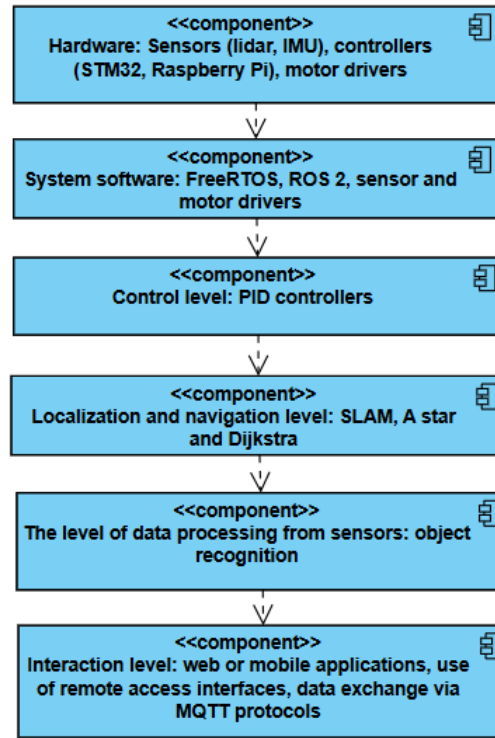 <<component>>
Hardware: Sensors (lidar, IMU), controllers
(STM32, Raspberry Pi), motor drivers
<<component>>
System software: FreeRTOS, ROS 2, sensor and
motor drivers
<<component>>
Control level: PID controllers
<<component>>
Localization and navigation level: SLAM, A star
and Dijkstra
<<component>>
The level of data processing from sensors: object
recognition
<<component>>
Interaction level: web or mobile applications, use
of remote access interfaces, data exchange via
MQTT protocols